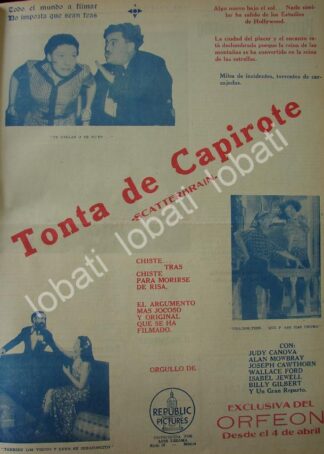 Todo el mundo a filmar
No importa que sean feas
Algo nuevo bajo el sol Nada
ha salido de los Estudios
de Hollywood.
La ciudad del placer y el encanto
deslumbrada porque la reina de las
montañas se ha convertido en la reina
de las estrellas.
Miles de incidentes, torrentes de car-
cajadas.
Tonta de Capirote
-SCATTERBRAIN-
lobati lobati lobati
lobati lobati lobati
CHISTE
TRAS
CHISTE
PARA MORIRSE
DE RISA.
EL ARGUMENTO
MAS JOCOSO
Y ORIGINAL
QUE SE HA
FILMADO.
ORGULLO DE
REPUBLIC
PICTURES
CON:
JUDY CANOVA
ALAN MOWBRAY
JOSEPH CAWTHORN
WALLACE FORD
ISABEL JEWELL
BILLY GILBERT
Y Un Gran Reparto.
EXCLUSIVA DEL
ORFEON
Desde el 4 de abril